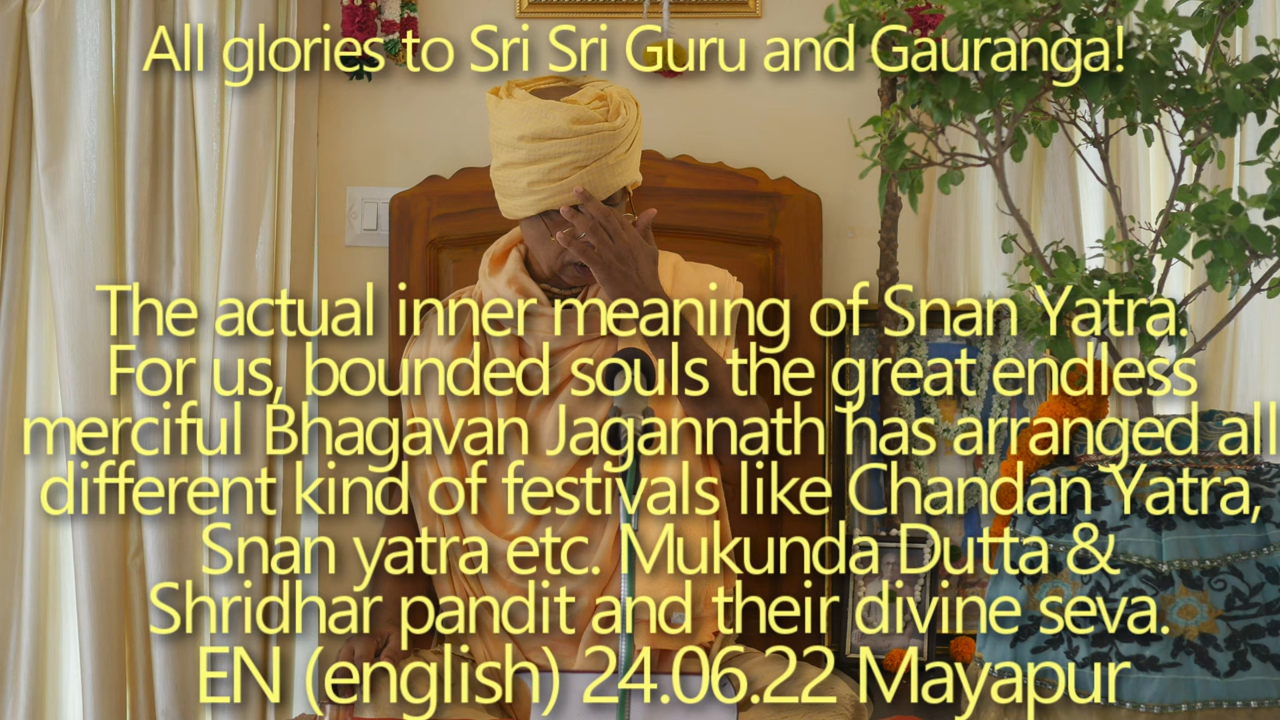 All glories to Sri Sri Guru and Gauranga!
The actual inner meaning of Snan Yatra.
For us, bounded souls the great endless
merciful Bhagavan Jagannath has arranged all
different kind of festivals like Chandan Yatra,
Snan yatra etc. Mukunda Dutta &
Shridhar pandit and their divine seva.
EN (english) 24.06.22 Mayapur